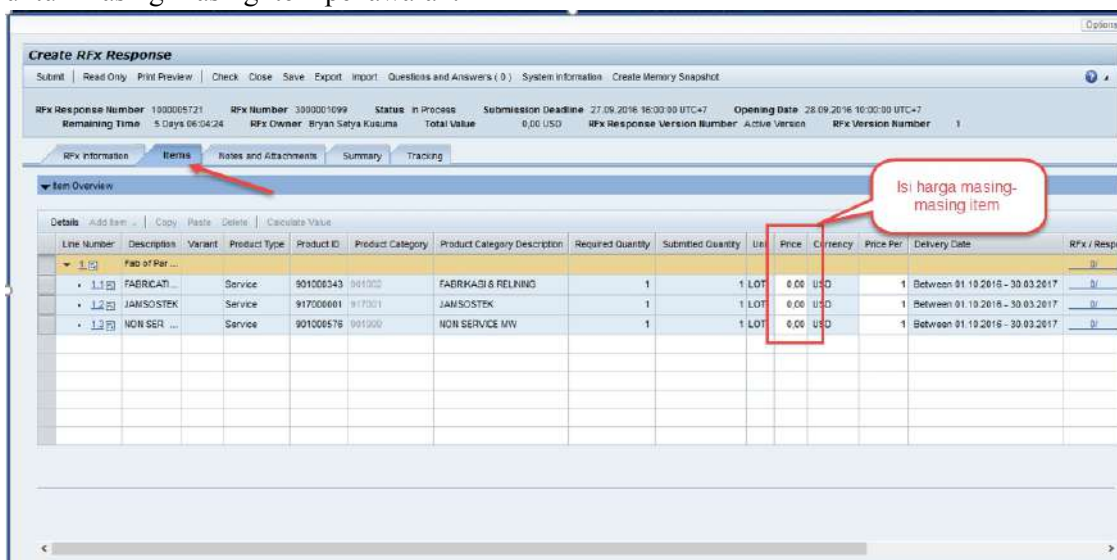 Options
Create RFx Response
Submit | Read Only Print Preview | Check Close Save Export Import Questions and Answers ( 0 ) System Information Create Memory Snapshot
RFx Response Number 1000005721 RFx Number 3000001099 Status In Process Submission Deadline 27.09.2016 16:00:00 UTC+7 Opening Date 28.09.2016 10:00:00 UTC+7
Remaining Time 5 Days 06:04:24 RFx Owner Bryan Satya Kusuma Total Value 0,00 USD RFx Response Version Number Active Version RFx Version Number 1
RFx Information Items Notes and Attachments Summary Tracking
Item Overview
Isi harga masing-
masing item
Details Add Item | Copy Paste Delete | Calculate Value
Line Number Description Variant Product Type Product ID Product Category Product Category Description Required Quantity Submitted Quantity Uni Price Currency Price Per Delivery Date RFx / Resp
1 Fab of Par ... 0/
1.1 FABRICATI... Service 901000343 901002 FABRIKASI & RELINING 1 1 LOT 0,00 USD 1 Between 01.10.2016 - 30.03.2017 0/
1.2 JAMSOSTEK Service 917000001 917001 JAMSOSTEK 1 1 LOT 0,00 USD 1 Between 01.10.2016 - 30.03.2017 0/
1.3 NON SER ... Service 901000576 901000 NON SERVICE MW 1 1 LOT 0,00 USD 1 Between 01.10.2016 - 30.03.2017 0/